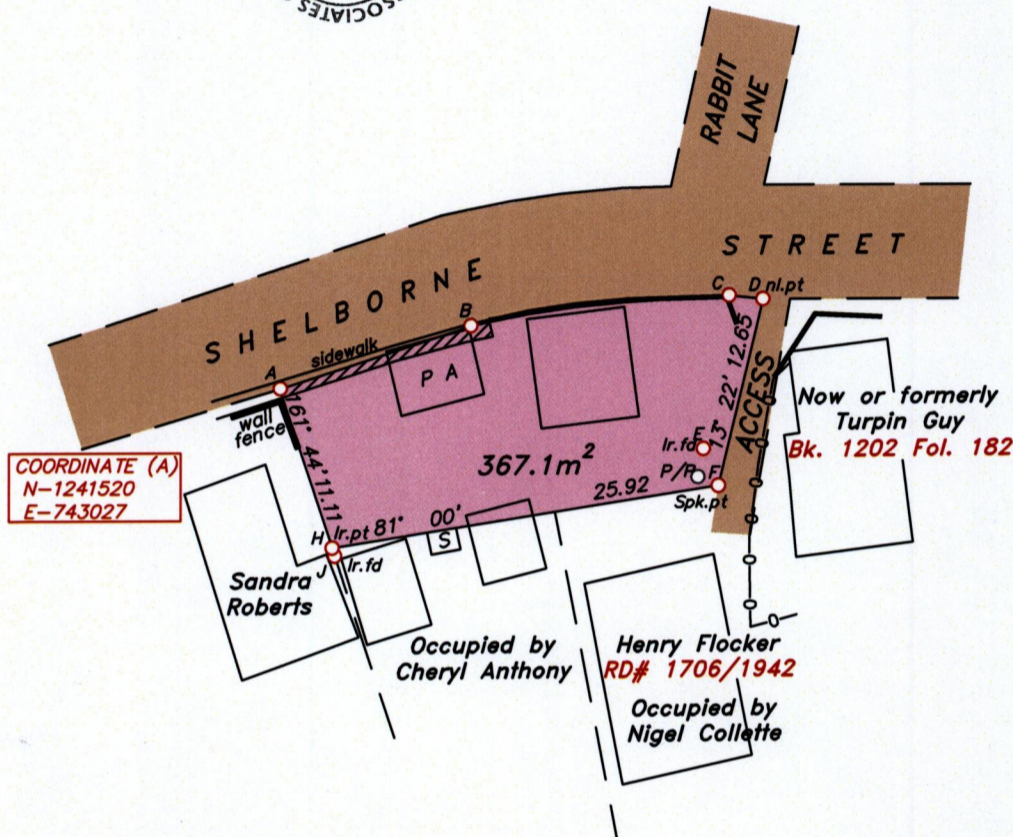 SSOCIATES
RABBIT
LANE
STREET
SHELBORNE
C
D nl.pt
B
sidewalk
A
P A
wall
fence
161° 44' 11.11
13° 22' 12.65
ACCESS
Now or formerly
Turpin Guy
Bk. 1202 Fol. 182
COORDINATE (A)
N-1241520
E-743027
367.1m²
E
Ir.fd
P/P
F
25.92
Spk.pt
H
Ir.pt 81° 00'
S
J
Ir.fd
Sandra
Roberts
Occupied by
Cheryl Anthony
Henry Flocker
RD# 1706/1942
Occupied by
Nigel Collette